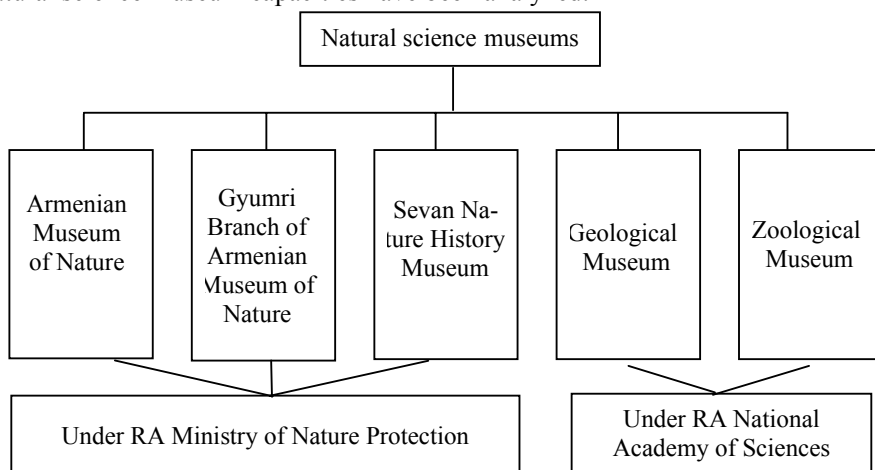 Natural science museums
Armenian
Museum
of Nature
Gyumri
Branch of
Armenian
Museum of
Nature
Sevan Na-
ture History
Museum
Geological
Museum
Zoological
Museum
Under RA Ministry of Nature Protection
Under RA National
Academy of Sciences